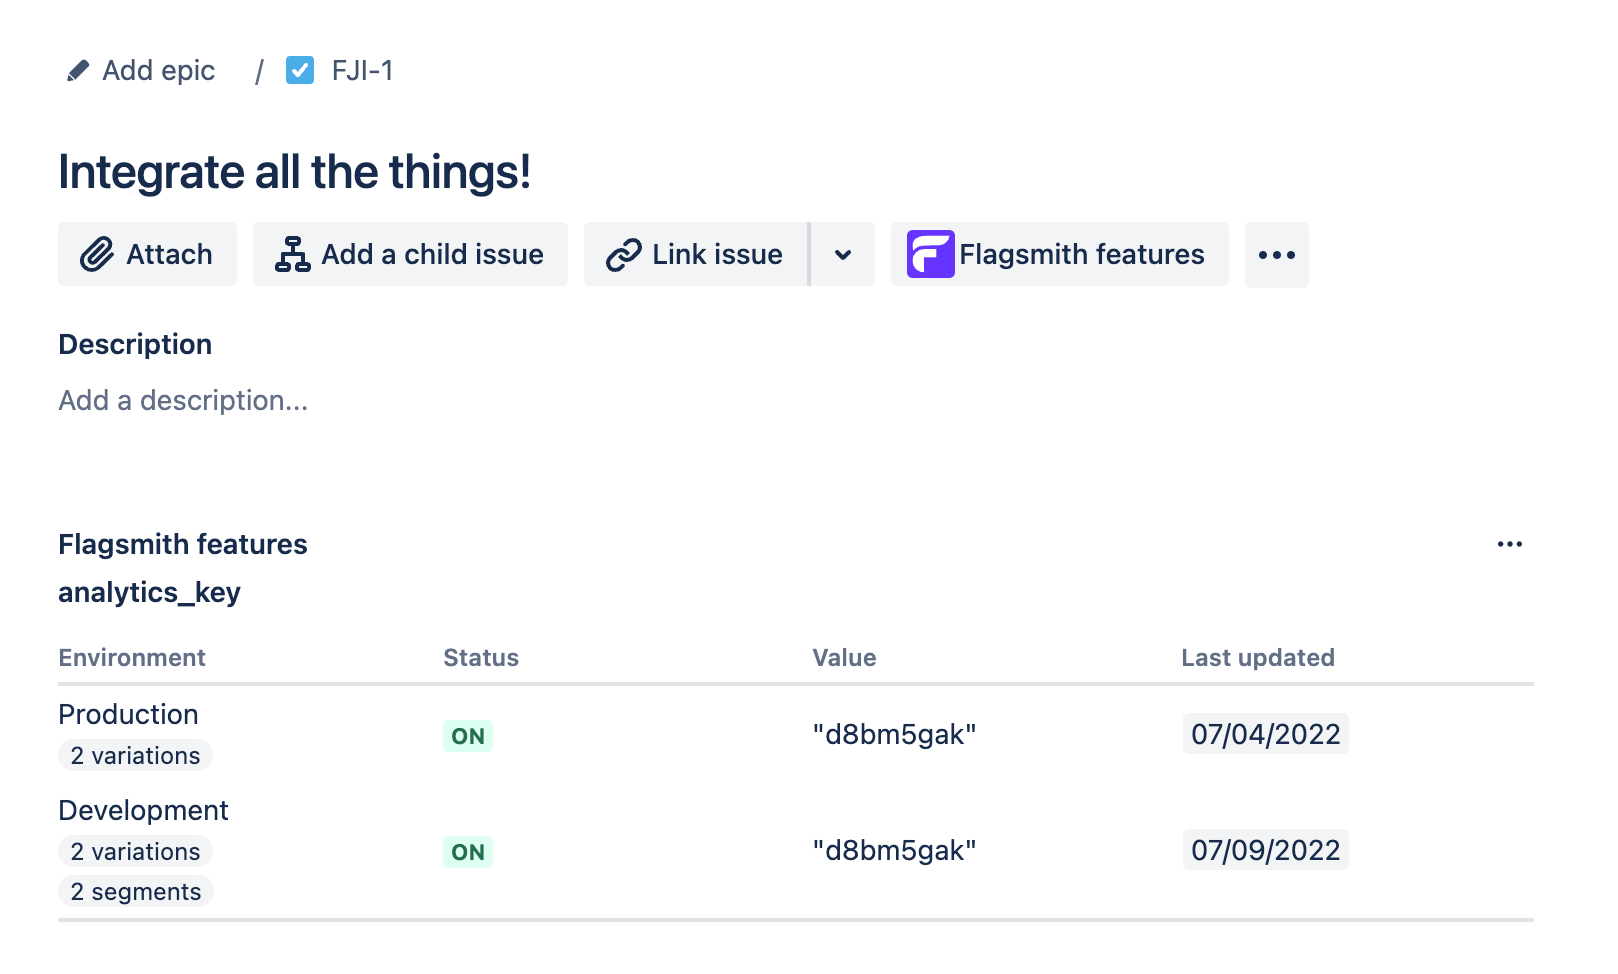 Add epic / FJI-1
Integrate all the things!
Attach Add a child issue Link issue Flagsmith features
Description
Add a description...
Flagsmith features
analytics_key
Environment Status Value Last updated
Production
2 variations
ON "d8bm5gak" 07/04/2022
Development
2 variations
2 segments
ON "d8bm5gak" 07/09/2022